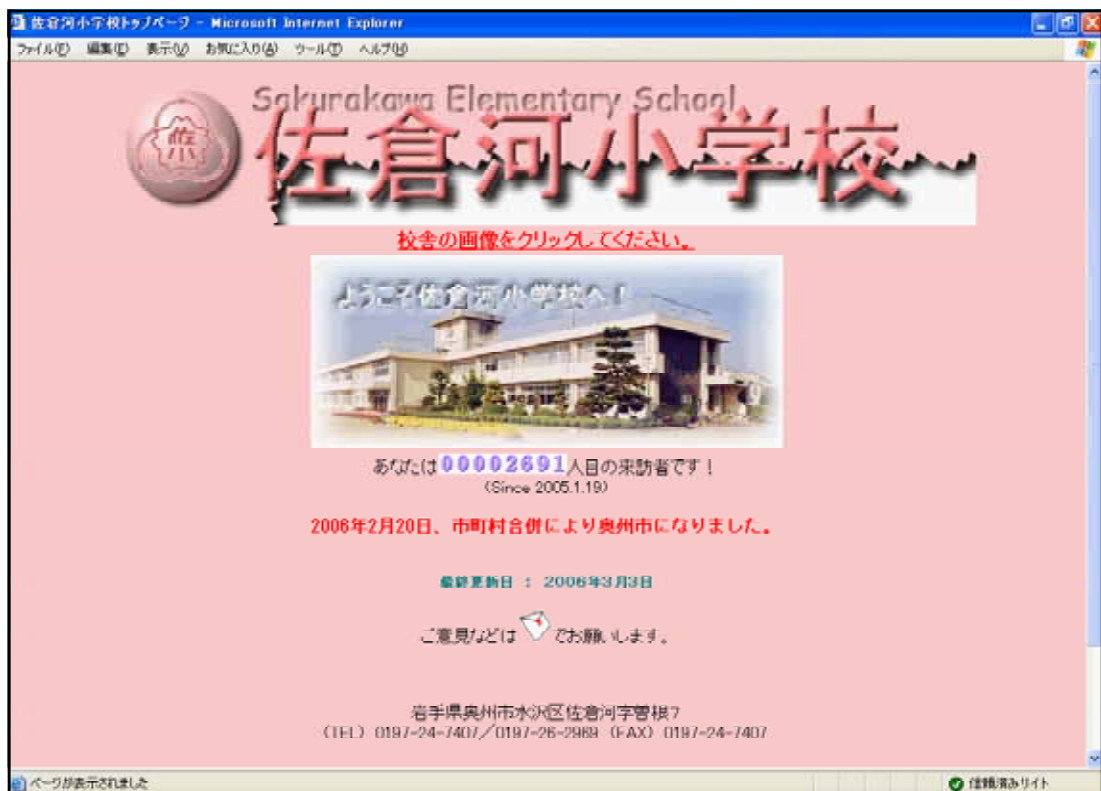 佐倉河小学校トップページ - Microsoft Internet Explorer
ファイル(F) 編集(E) 表示(V) お気に入り(A) ツール(T) ヘルプ(H)
Sakurakawa Elementary School
佐倉河小学校
校舎の画像をクリックしてください。
ようこそ佐倉河小学校へ!
あなたは00002691人目の来訪者です!
(Since 2005.1.19)
2006年2月20日、市町村合併により奥州市になりました。
最終更新日 : 2006年3月3日
ご意見などは でお願いします。
岩手県奥州市水沢区佐倉河字曽根7
(TEL) 0197-24-7407/0197-26-2969 (FAX) 0197-24-7407
ページが表示されました 信頼済みサイト